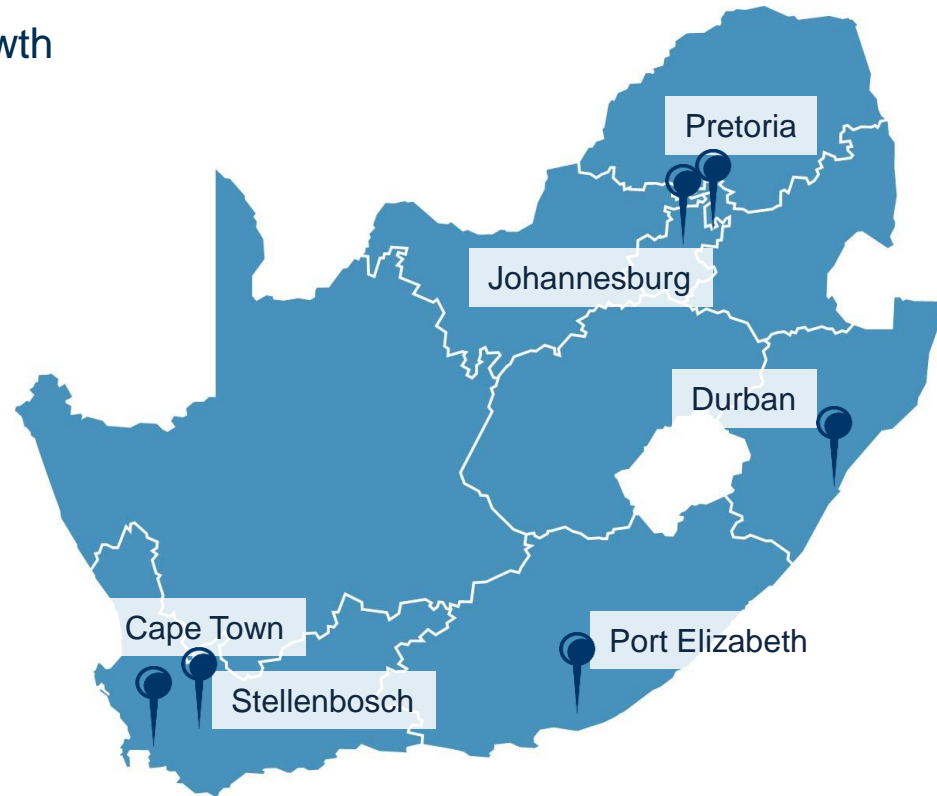 wth
Pretoria
Johannesburg
Durban
Cape Town
Port Elizabeth
Stellenbosch